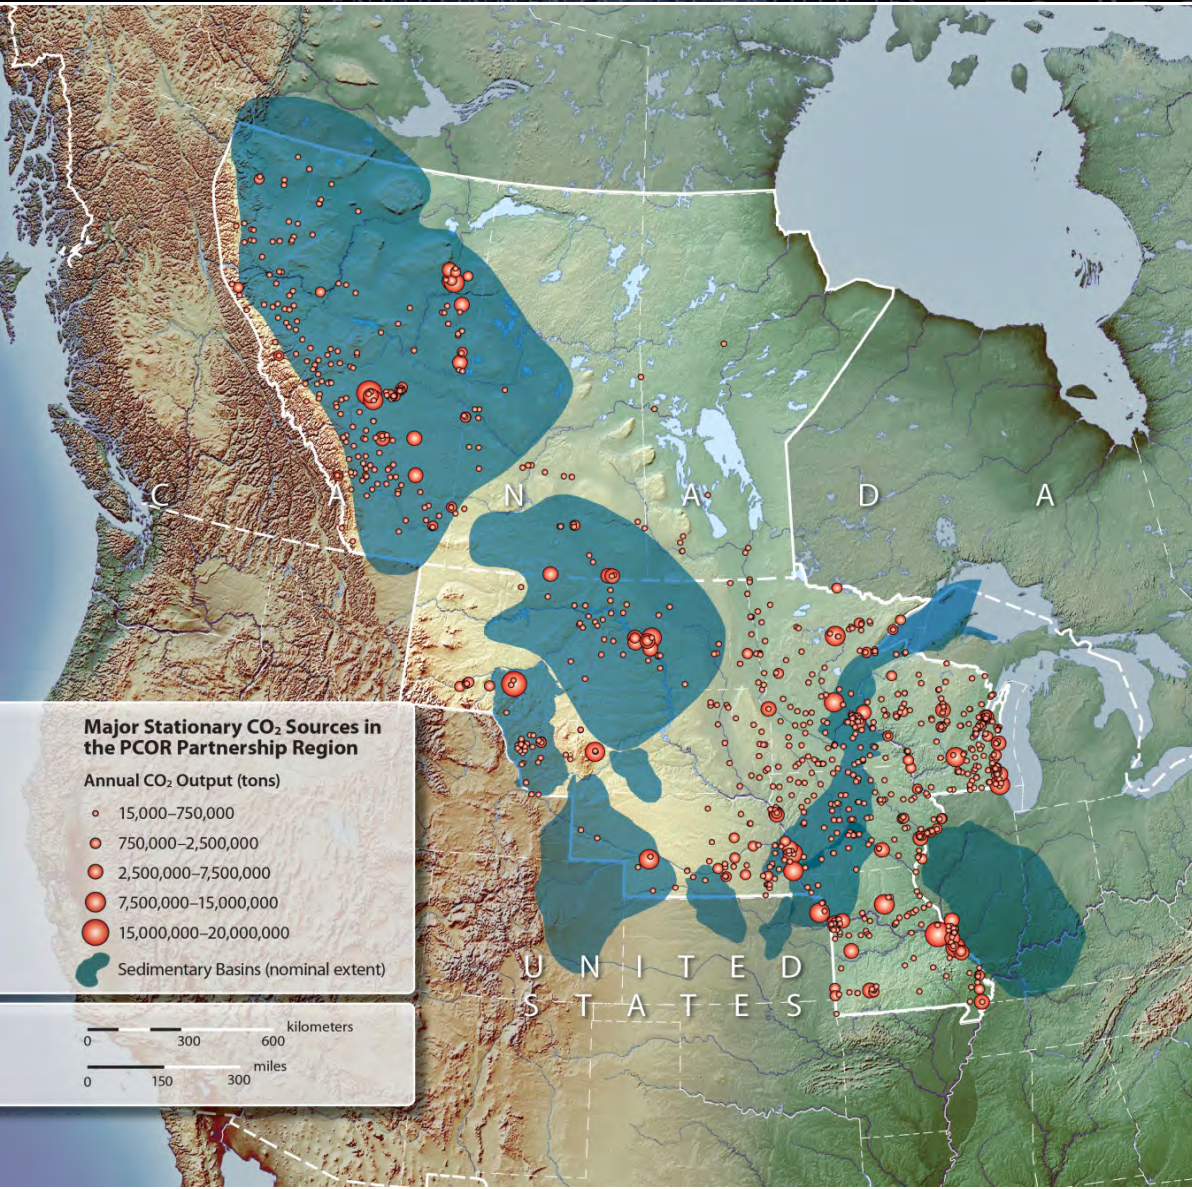 C A N A D A
UNITED
STATES
Major Stationary CO₂ Sources in
the PCOR Partnership Region
Annual CO₂ Output (tons)
15,000–750,000
750,000–2,500,000
2,500,000–7,500,000
7,500,000–15,000,000
15,000,000–20,000,000
Sedimentary Basins (nominal extent)
kilometers
0 300 600
miles
0 150 300